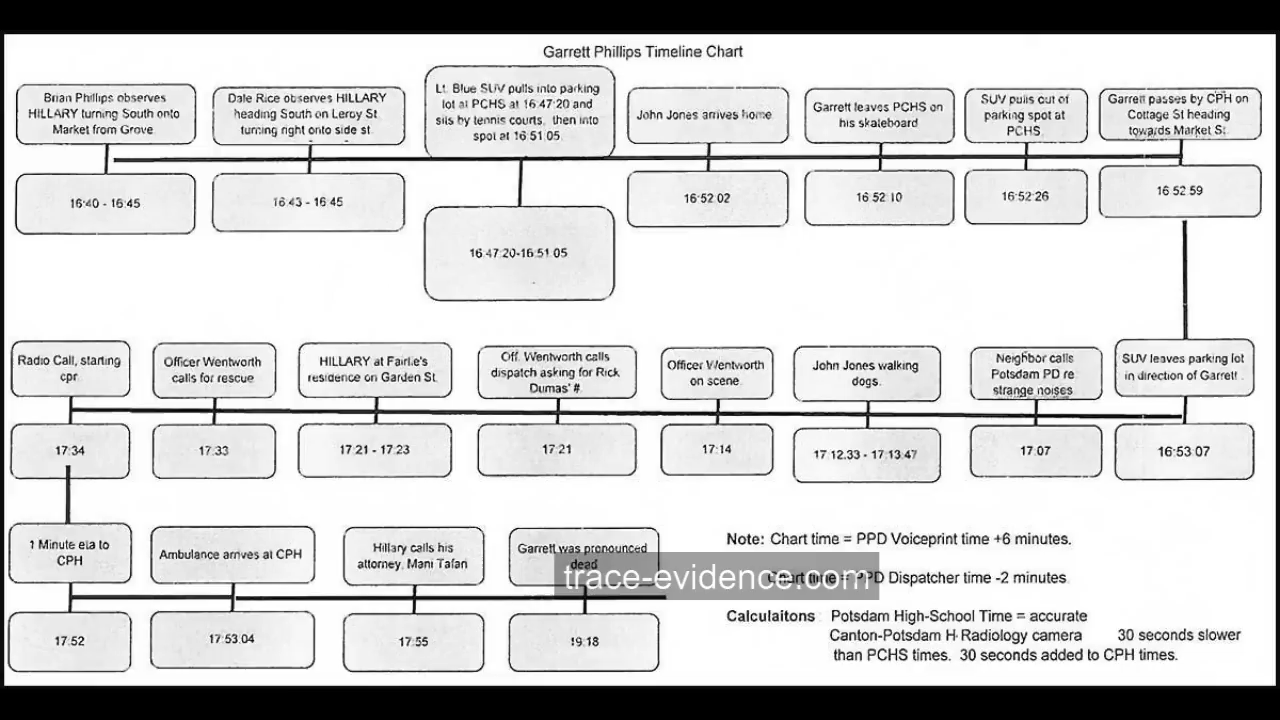 Garrett Phillips Timeline Chart
Brian Phillips observes
HILLARY turning South onto
Market from Grove.
16:40 - 16:45
Dale Rice observes HILLARY
heading South on Leroy St.
turning right onto side st.
16:43 - 16:45
Lt. Blue SUV pulls into parking
lot at PCHS at 16:47:20 and
sits by tennis courts, then into
spot at 16:51:05.
16:47:20-16:51:05
John Jones arrives home.
16:52:02
Garrett leaves PCHS on
his skateboard
16:52:10
SUV pulls out of
parking spot at
PCHS.
16:52:26
Garrett passes by CPH on
Cottage St heading
towards Market St.
16:52:59
SUV leaves parking lot
in direction of Garrett.
16:53:07
Neighbor calls
Potsdam PD re:
strange noises
17:07
John Jones walking
dogs.
17:12:33 - 17:13:47
Officer Wentworth
on scene.
17:14
Off. Wentworth calls
dispatch asking for Rick
Dumas' #.
17:21
HILLARY at Fairlie's
residence on Garden St.
17:21 - 17:23
Officer Wentworth
calls for rescue
17:33
Radio Call, starting
cpr.
17:34
1 Minute eta to
CPH
17:52
Ambulance arrives at CPH
17:53:04
Hillary calls his
attorney, Mani Tafari
17:55
Garrett was pronounced
dead
19:18
trace-evidence.com
Note: Chart time = PPD Voiceprint time +6 minutes.
Chart time = PPD Dispatcher time -2 minutes
Calculaitons: Potsdam High-School Time = accurate
Canton-Potsdam H Radiology camera 30 seconds slower
than PCHS times. 30 seconds added to CPH times.